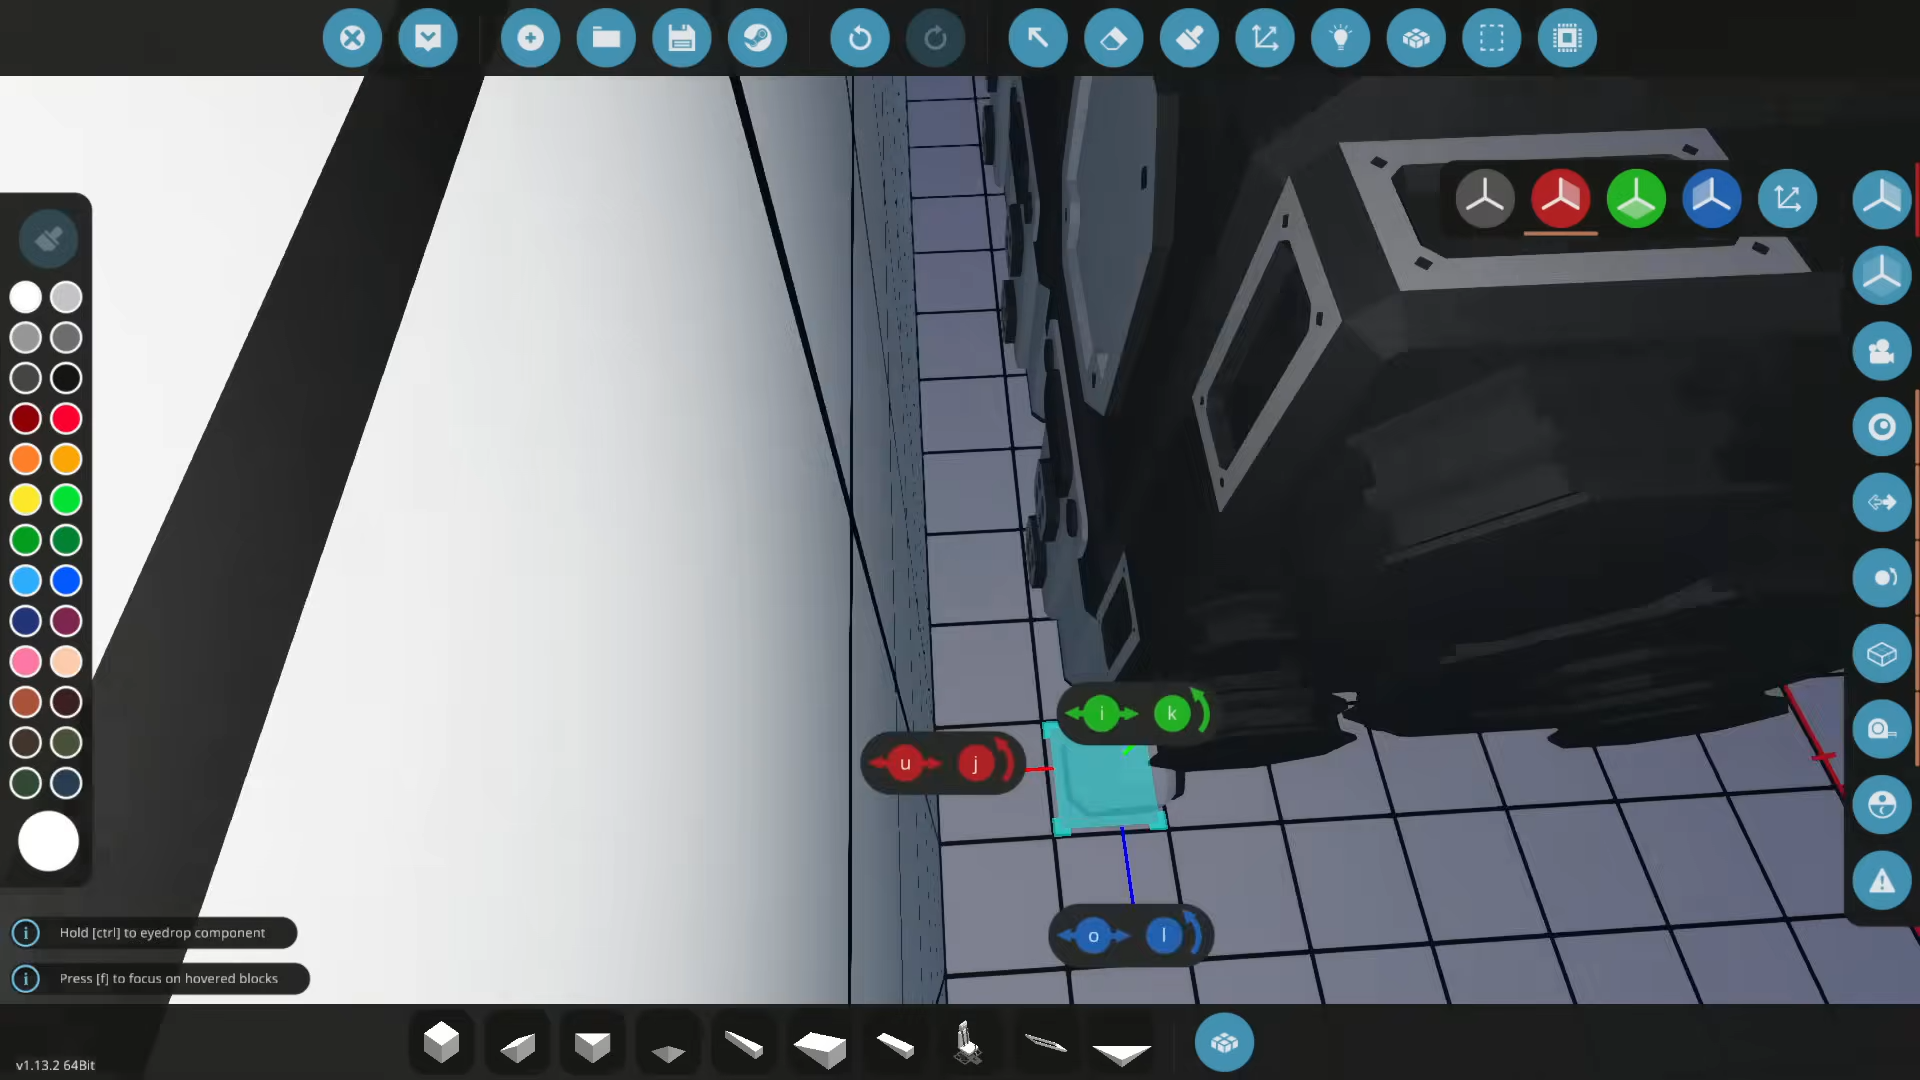 i k
u j
o l
Hold [ctrl] to eyedrop component
Press [f] to focus on hovered blocks
v1.13.2 64Bit